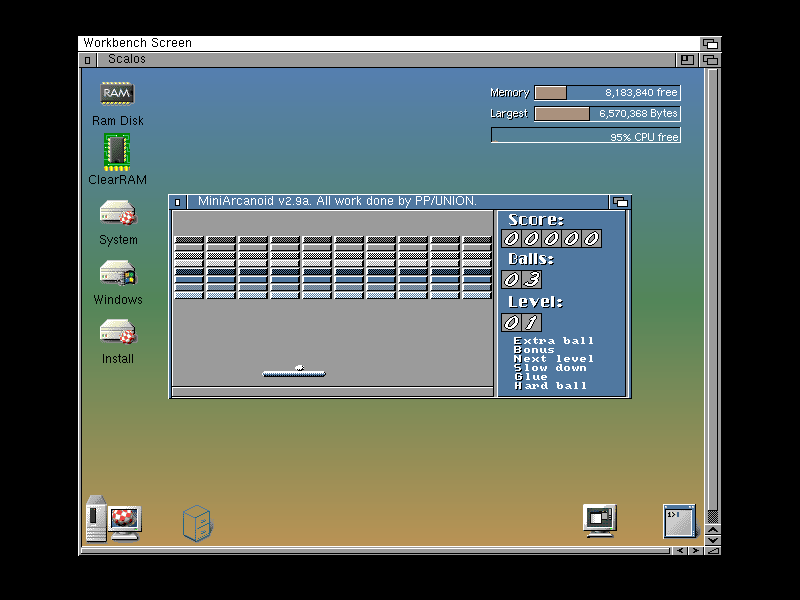 Workbench Screen
Scalos
RAM
Ram Disk
ClearRAM
System
Windows
Install
Memory 8,183,840 free
Largest 6,570,368 Bytes
95% CPU free
MiniArcanoid v2.9a. All work done by PP/UNION.
Score:
00000
Balls:
03
Level:
01
Extra ball
Bonus
Next level
Slow down
Glue
Hard ball
1>